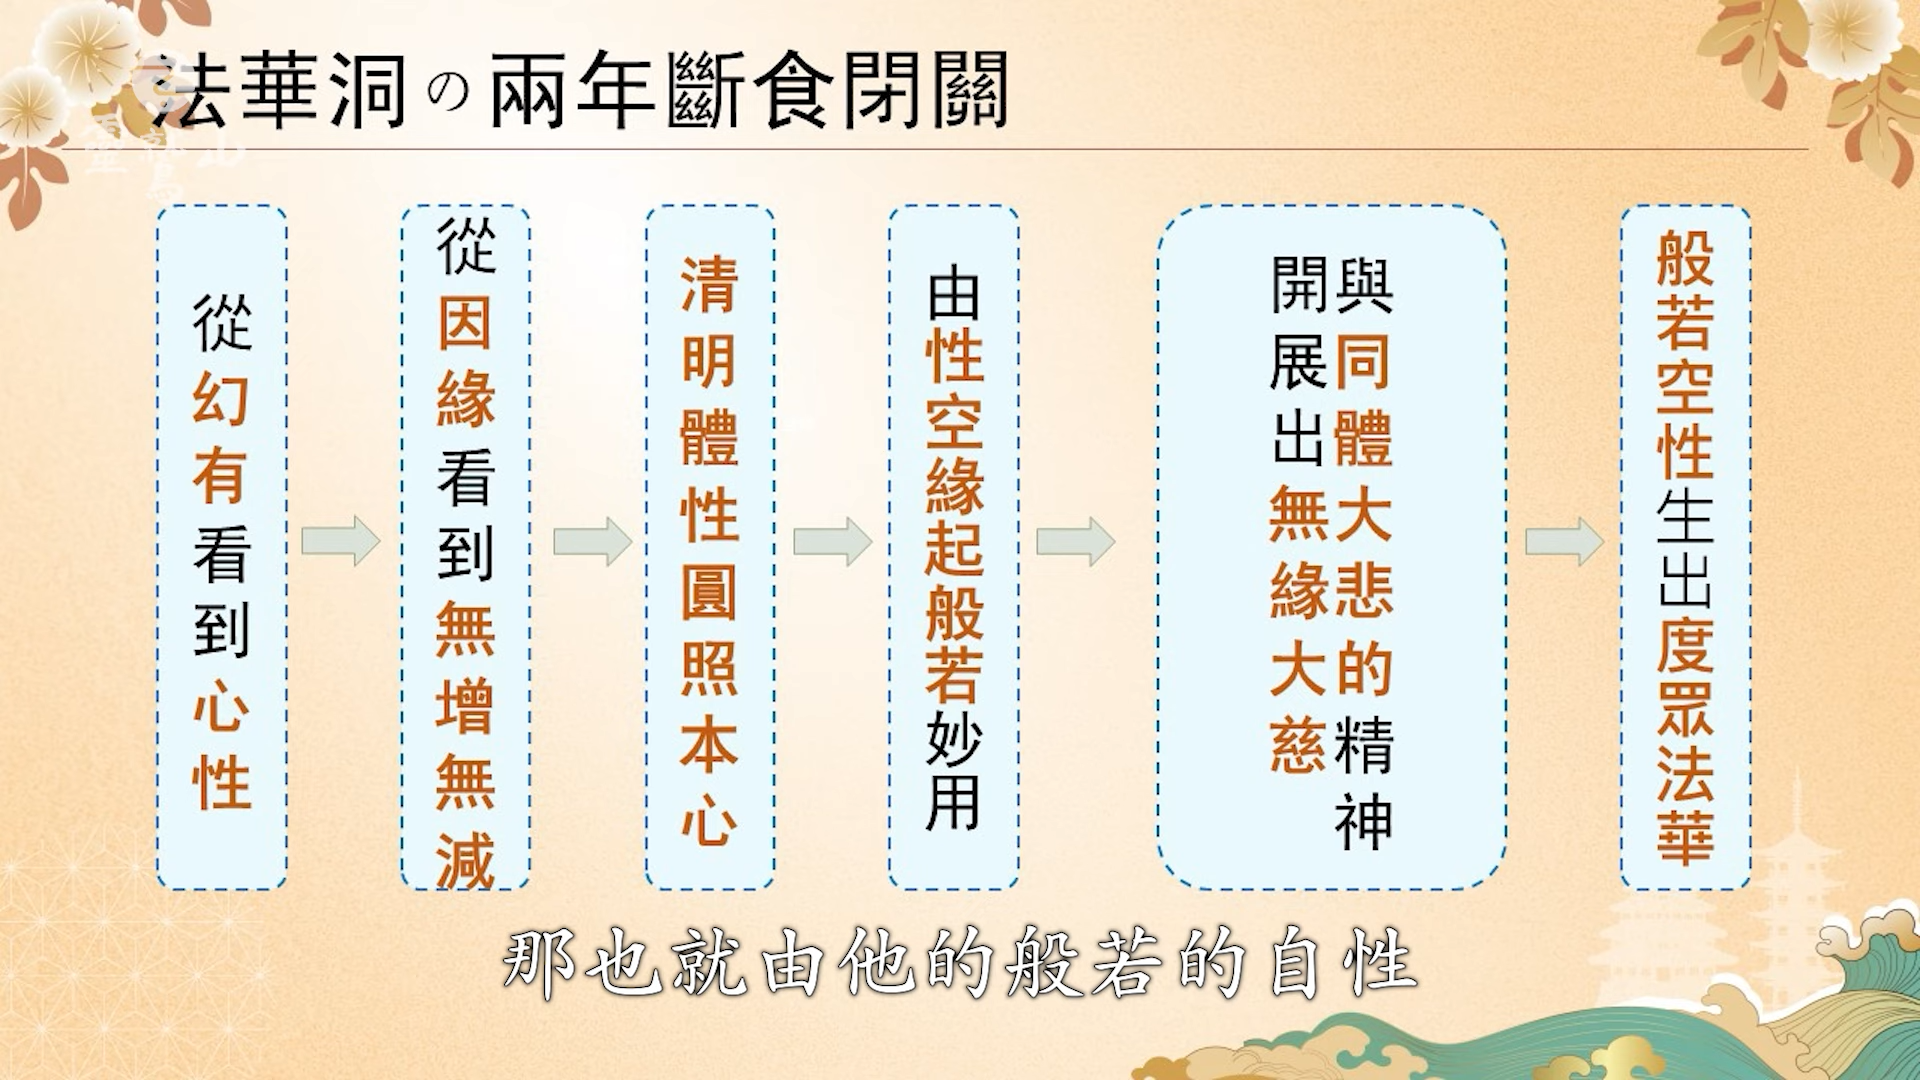 法華洞の兩年斷食閉關
從幻有看到心性
從因緣看到無增無減
清明體性圓照本心
由性空緣起般若妙用
與同體大悲的精神
開展出無緣大慈
般若空性生出度眾法華
那也就由他的般若的自性